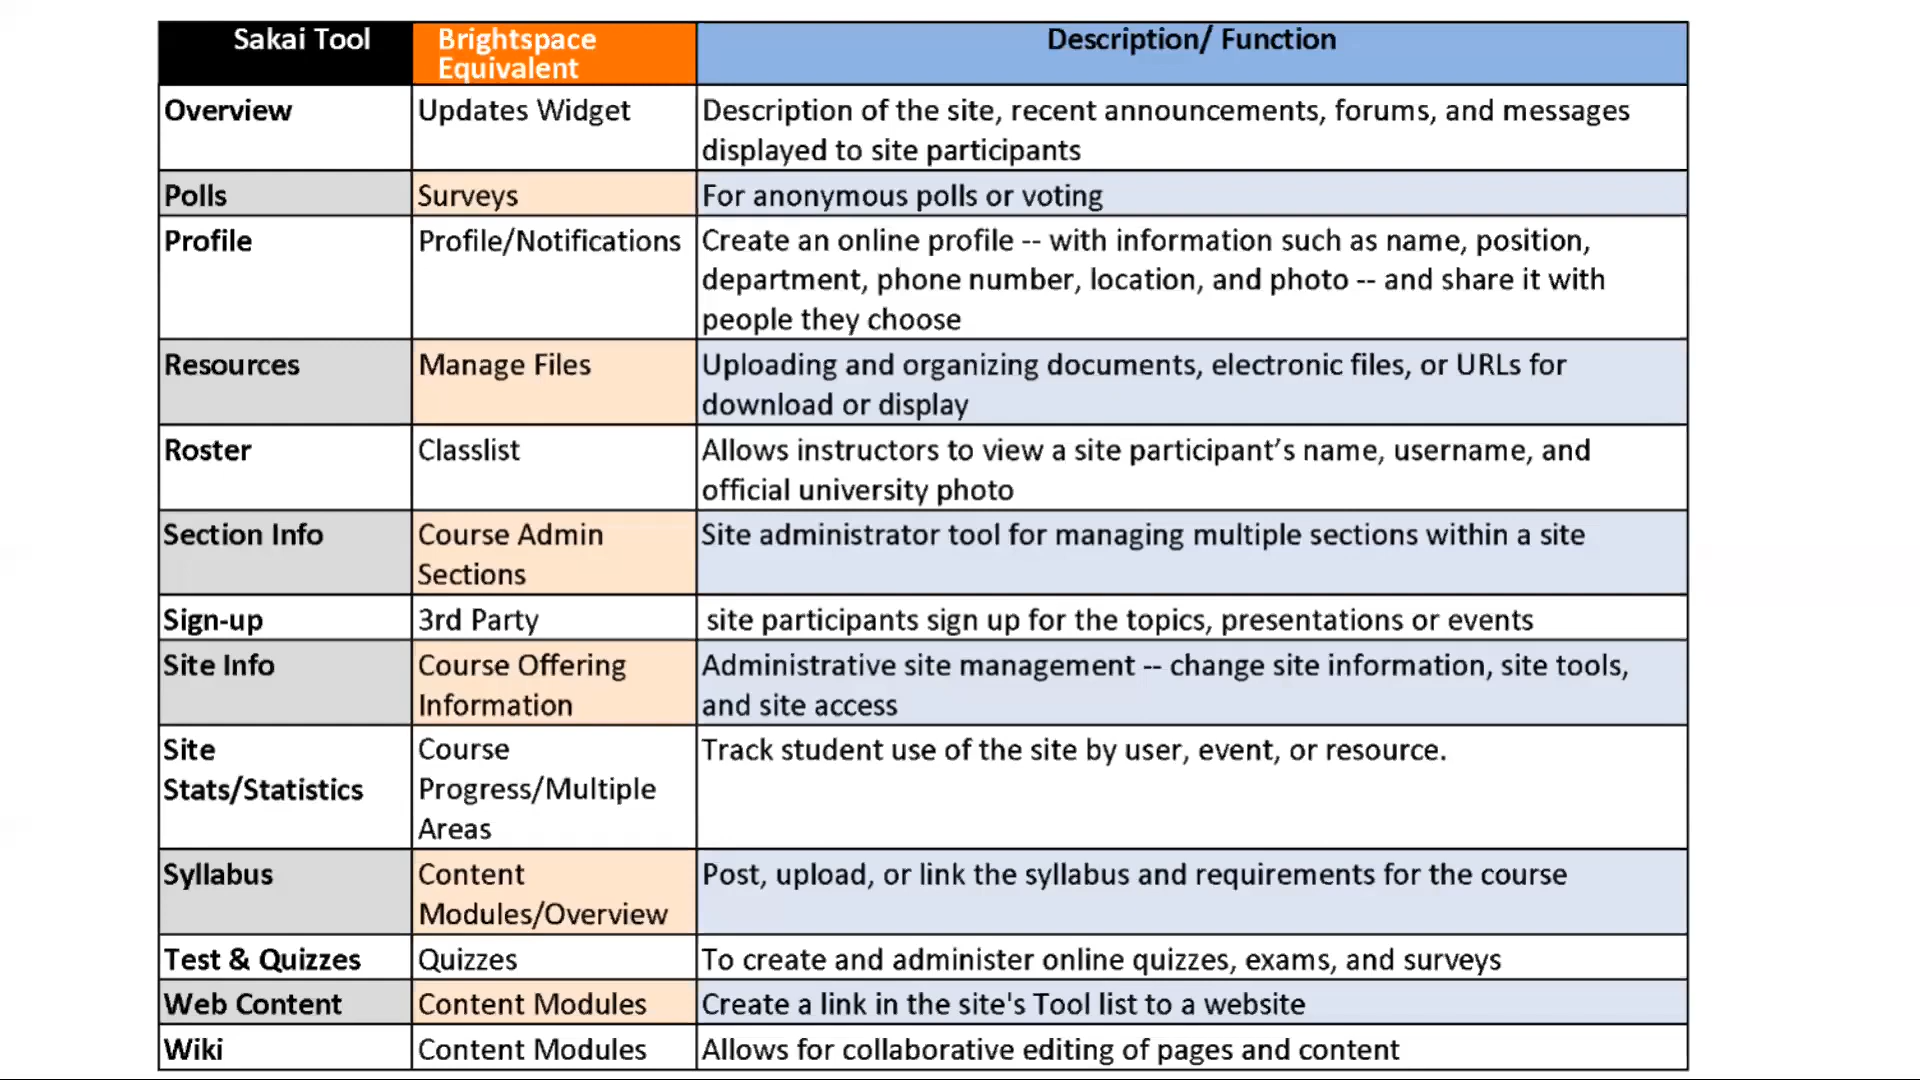 Sakai Tool
Brightspace
Equivalent
Description/ Function
Overview
Updates Widget
Description of the site, recent announcements, forums, and messages
displayed to site participants
Polls
Surveys
For anonymous polls or voting
Profile
Profile/Notifications
Create an online profile -- with information such as name, position,
department, phone number, location, and photo -- and share it with
people they choose
Resources
Manage Files
Uploading and organizing documents, electronic files, or URLs for
download or display
Roster
Classlist
Allows instructors to view a site participant’s name, username, and
official university photo
Section Info
Course Admin
Sections
Site administrator tool for managing multiple sections within a site
Sign-up
3rd Party
site participants sign up for the topics, presentations or events
Site Info
Course Offering
Information
Administrative site management -- change site information, site tools,
and site access
Site
Stats/Statistics
Course
Progress/Multiple
Areas
Track student use of the site by user, event, or resource.
Syllabus
Content
Modules/Overview
Post, upload, or link the syllabus and requirements for the course
Test & Quizzes
Quizzes
To create and administer online quizzes, exams, and surveys
Web Content
Content Modules
Create a link in the site's Tool list to a website
Wiki
Content Modules
Allows for collaborative editing of pages and content